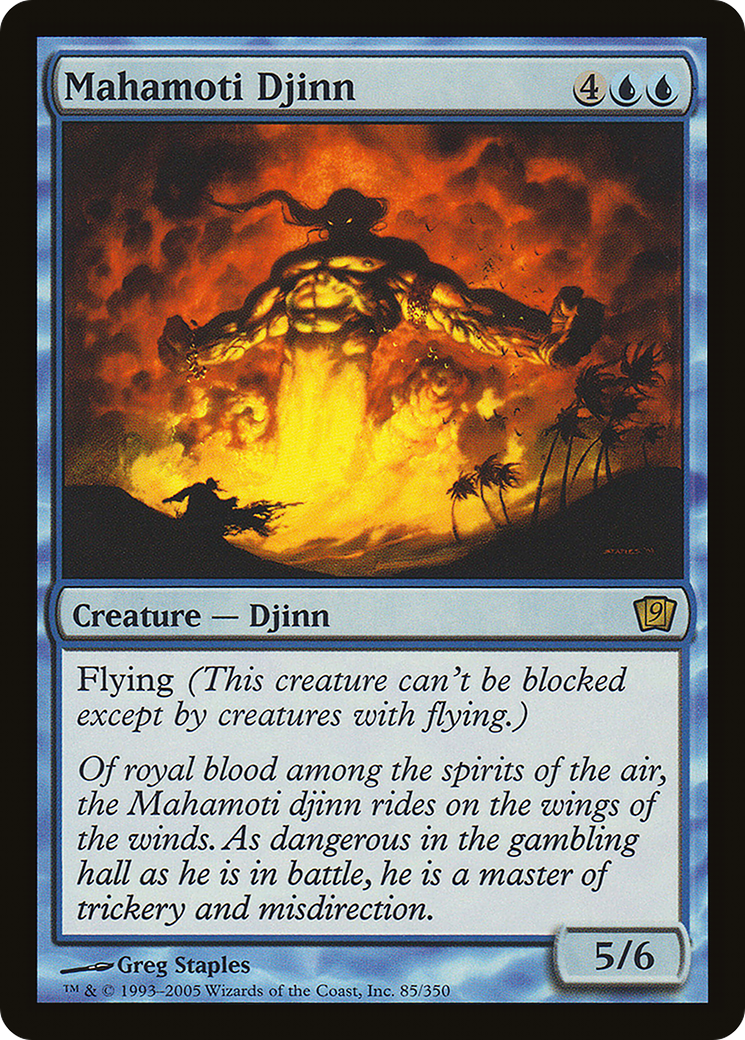 Mahamoti Djinn 4
STAPLES
Creature — Djinn 9
Flying (This creature can't be blocked
except by creatures with flying.)
Of royal blood among the spirits of the air,
the Mahamoti djinn rides on the wings of
the winds. As dangerous in the gambling
hall as he is in battle, he is a master of
trickery and misdirection.
5/6
Greg Staples
™ & © 1993–2005 Wizards of the Coast, Inc. 85/350